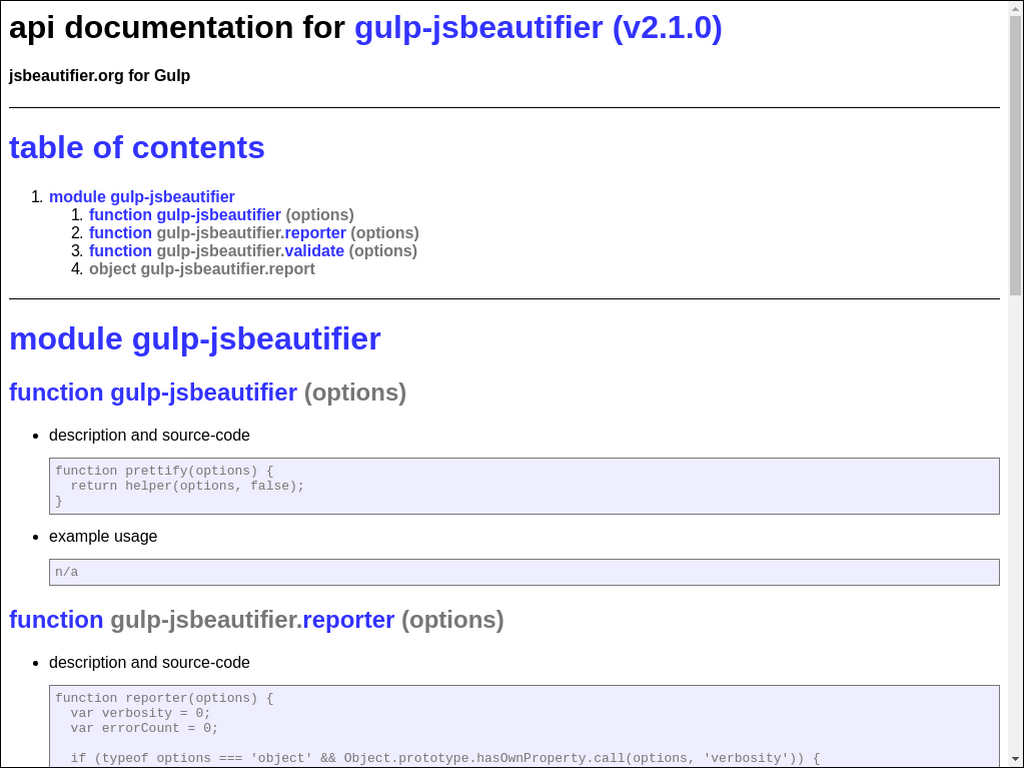 api documentation for gulp-jsbeautifier (v2.1.0)
jsbeautifier.org for Gulp
table of contents
1. module gulp-jsbeautifier
1. function gulp-jsbeautifier (options)
2. function gulp-jsbeautifier.reporter (options)
3. function gulp-jsbeautifier.validate (options)
4. object gulp-jsbeautifier.report
module gulp-jsbeautifier
function gulp-jsbeautifier (options)
• description and source-code
function prettify(options) {
  return helper(options, false);
}
• example usage
n/a
function gulp-jsbeautifier.reporter (options)
• description and source-code
function reporter(options) {
  var verbosity = 0;
  var errorCount = 0;
  if (typeof options === 'object' && Object.prototype.hasOwnProperty.call(options, 'verbosity')) {